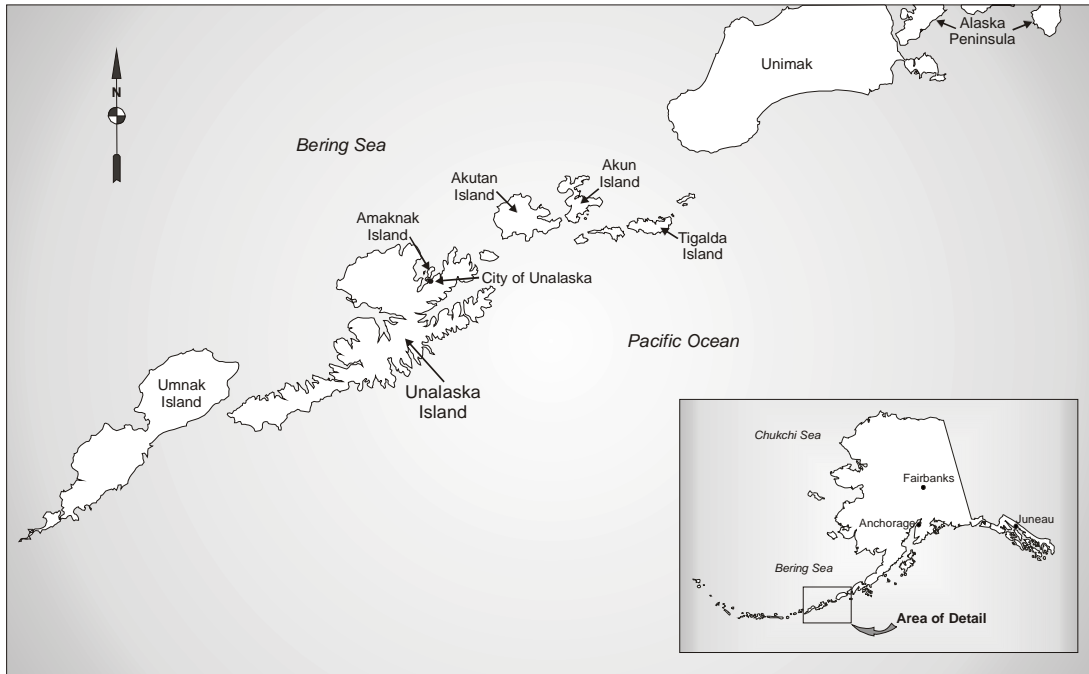 Alaska
Peninsula
Unimak
N
Bering Sea
Akun
Island
Akutan
Island
Amaknak
Island
Tigalda
Island
City of Unalaska
Pacific Ocean
Umnak
Island
Unalaska
Island
Chukchi Sea
Fairbanks
Anchorage
Juneau
Bering Sea
Area of Detail